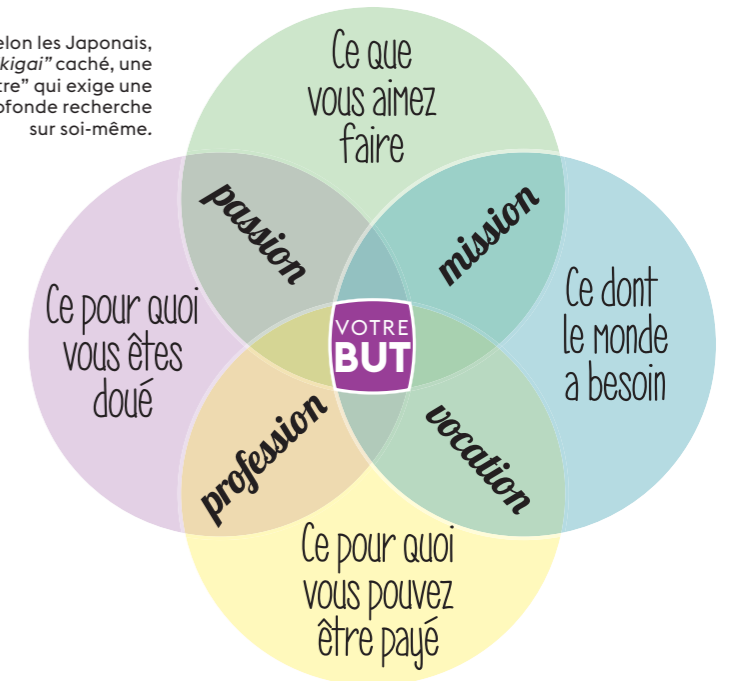 elon les Japonais,
kigai” caché, une
tre” qui exige une
ofonde recherche
sur soi-même.
Ce que
vous aimez
faire
passion
mission
Ce pour quoi
vous êtes
doué
VOTRE
BUT
Ce dont
le monde
a besoin
profession
vocation
Ce pour quoi
vous pouvez
être payé